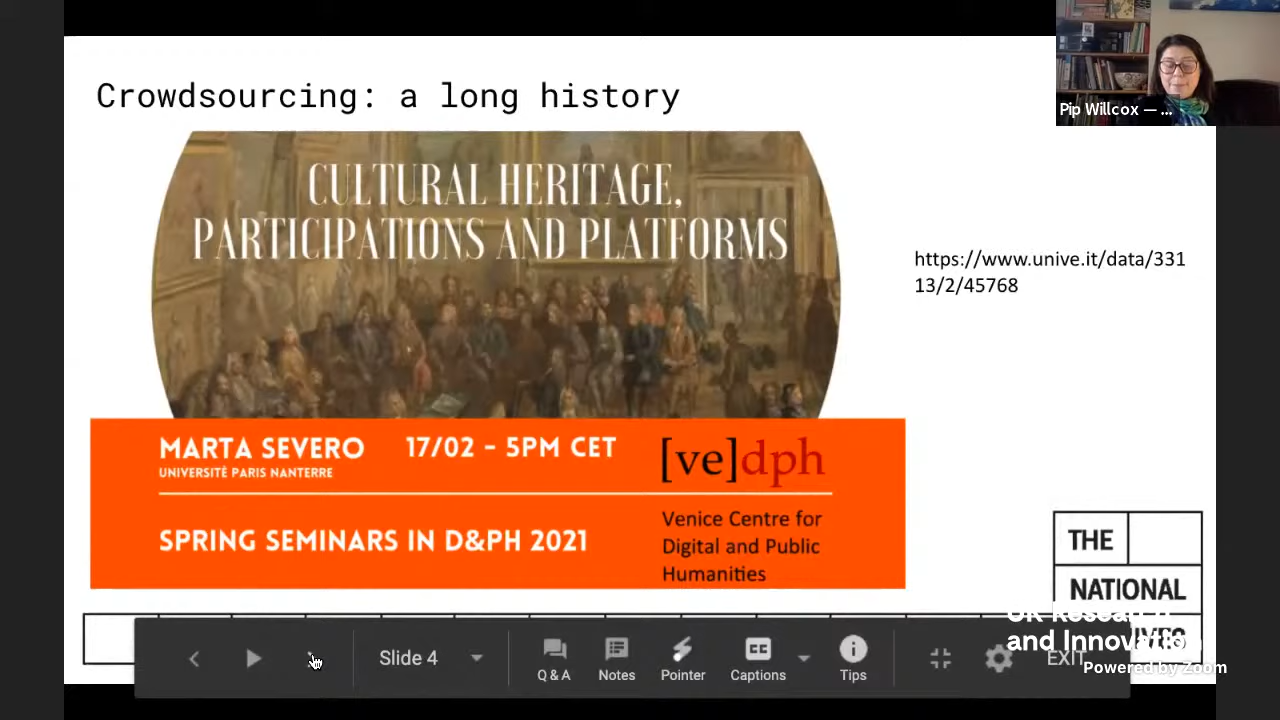 Crowdsourcing: a long history
Pip Willcox — ...
CULTURAL HERITAGE,
PARTICIPATIONS AND PLATFORMS
https://www.unive.it/data/331
13/2/45768
MARTA SEVERO
UNIVERSITÉ PARIS NANTERRE
17/02 - 5PM CET
[ve]dph
SPRING SEMINARS IN D&PH 2021
Venice Centre for
Digital and Public
Humanities
THE
NATIONAL
and Innovation
Slide 4
Q & A
Notes
Pointer
CC
Captions
Tips
EXIT
Powered by Zoom